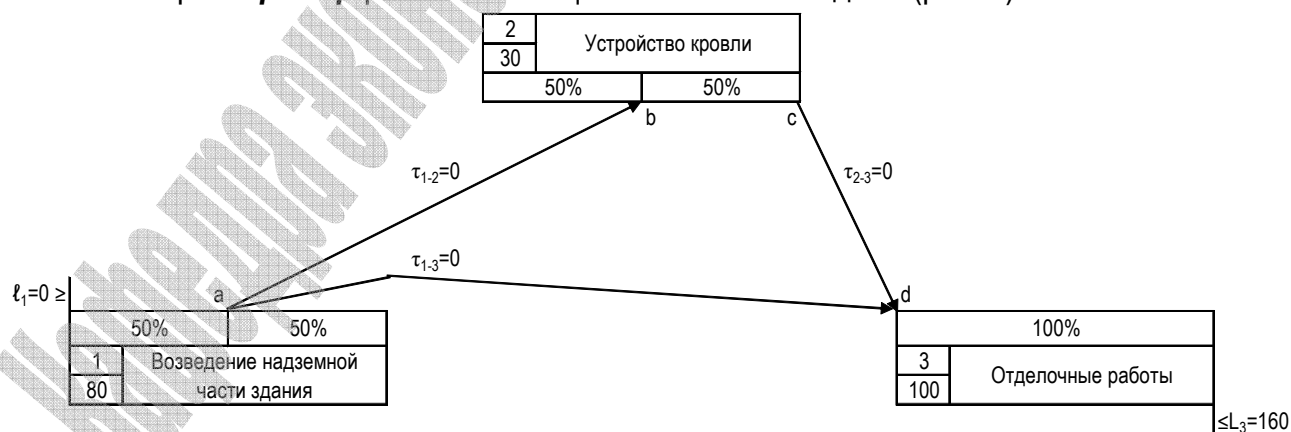 2
Устройство кровли
30
50% 50%
b c
τ1-2=0 τ2-3=0
τ1-3=0
ℓ1=0 ≥ a d
50% 50% 100%
1 Возведение надземной 3
части здания Отделочные работы
80 100
≤L3=160